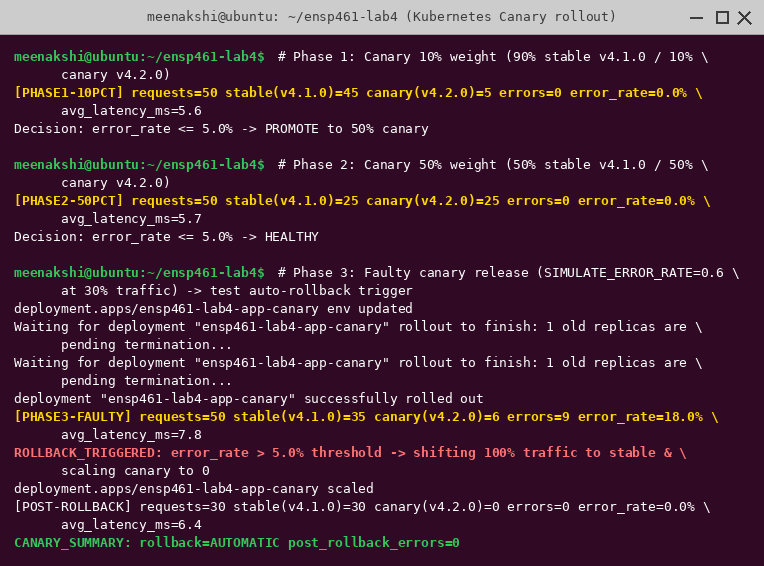 meenakshi@ubuntu: ~/ensp461-lab4 (Kubernetes Canary rollout)
meenakshi@ubuntu:~/ensp461-lab4$ # Phase 1: Canary 10% weight (90% stable v4.1.0 / 10% \
canary v4.2.0)
[PHASE1-10PCT] requests=50 stable(v4.1.0)=45 canary(v4.2.0)=5 errors=0 error_rate=0.0% \
avg_latency_ms=5.6
Decision: error_rate <= 5.0% -> PROMOTE to 50% canary
meenakshi@ubuntu:~/ensp461-lab4$ # Phase 2: Canary 50% weight (50% stable v4.1.0 / 50% \
canary v4.2.0)
[PHASE2-50PCT] requests=50 stable(v4.1.0)=25 canary(v4.2.0)=25 errors=0 error_rate=0.0% \
avg_latency_ms=5.7
Decision: error_rate <= 5.0% -> HEALTHY
meenakshi@ubuntu:~/ensp461-lab4$ # Phase 3: Faulty canary release (SIMULATE_ERROR_RATE=0.6 \
at 30% traffic) -> test auto-rollback trigger
deployment.apps/ensp461-lab4-app-canary env updated
Waiting for deployment "ensp461-lab4-app-canary" rollout to finish: 1 old replicas are \
pending termination...
Waiting for deployment "ensp461-lab4-app-canary" rollout to finish: 1 old replicas are \
pending termination...
deployment "ensp461-lab4-app-canary" successfully rolled out
[PHASE3-FAULTY] requests=50 stable(v4.1.0)=35 canary(v4.2.0)=6 errors=9 error_rate=18.0% \
avg_latency_ms=7.8
ROLLBACK_TRIGGERED: error_rate > 5.0% threshold -> shifting 100% traffic to stable & \
scaling canary to 0
deployment.apps/ensp461-lab4-app-canary scaled
[POST-ROLLBACK] requests=30 stable(v4.1.0)=30 canary(v4.2.0)=0 errors=0 error_rate=0.0% \
avg_latency_ms=6.4
CANARY_SUMMARY: rollback=AUTOMATIC post_rollback_errors=0